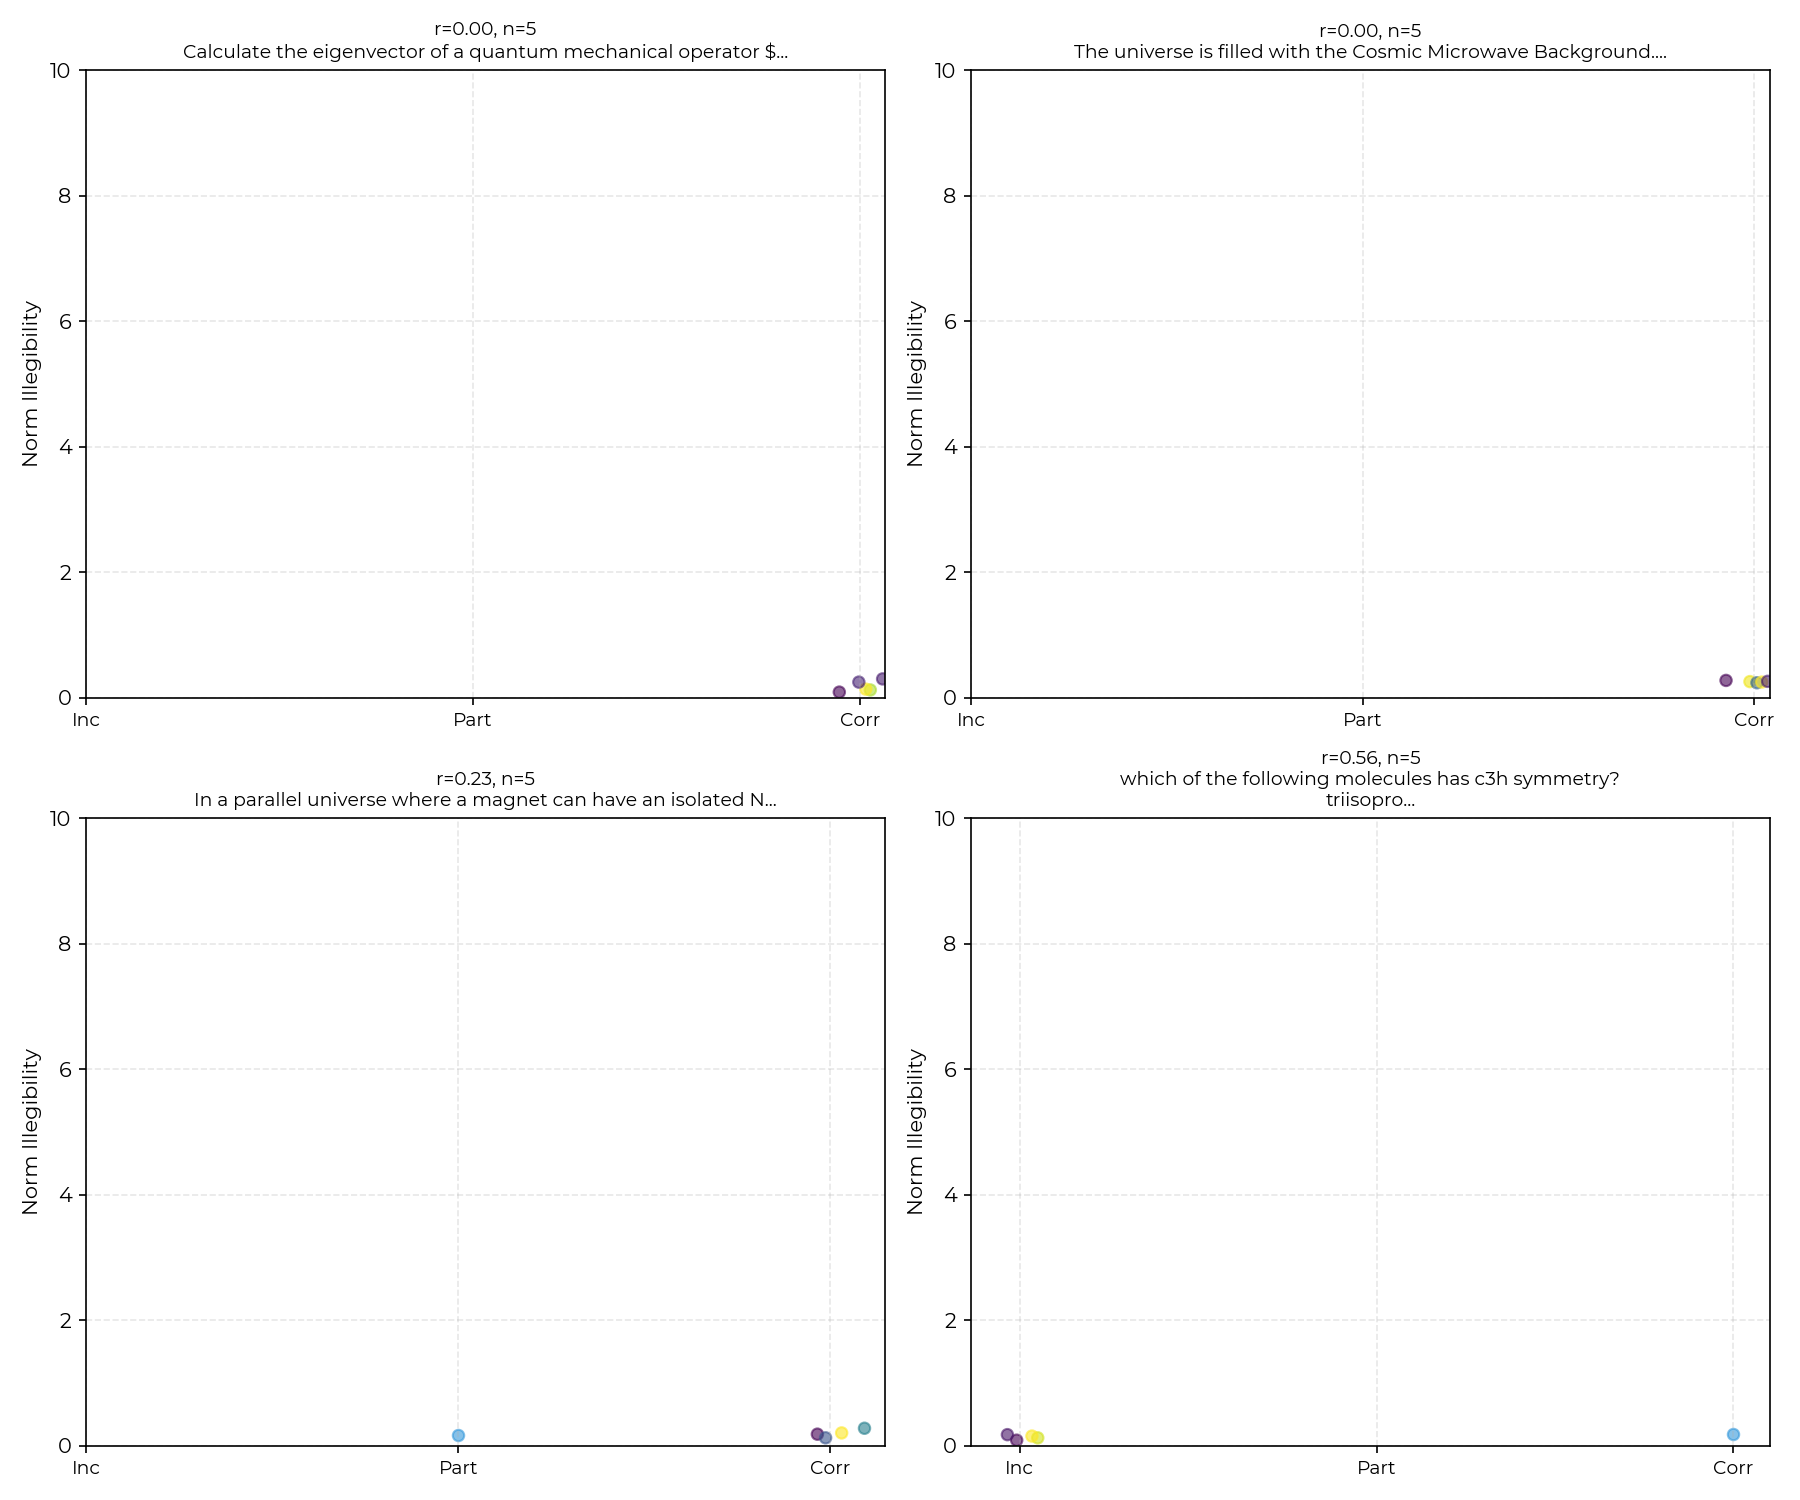 r=0.00, n=5
Calculate the eigenvector of a quantum mechanical operator $...
10
8
6
4
2
0
Norm Illegibility
Inc
Part
Corr
r=0.00, n=5
The universe is filled with the Cosmic Microwave Background....
10
8
6
4
2
0
Norm Illegibility
Inc
Part
Corr
r=0.23, n=5
In a parallel universe where a magnet can have an isolated N...
10
8
6
4
2
0
Norm Illegibility
Inc
Part
Corr
r=0.56, n=5
which of the following molecules has c3h symmetry?
triisopro...
10
8
6
4
2
0
Norm Illegibility
Inc
Part
Corr